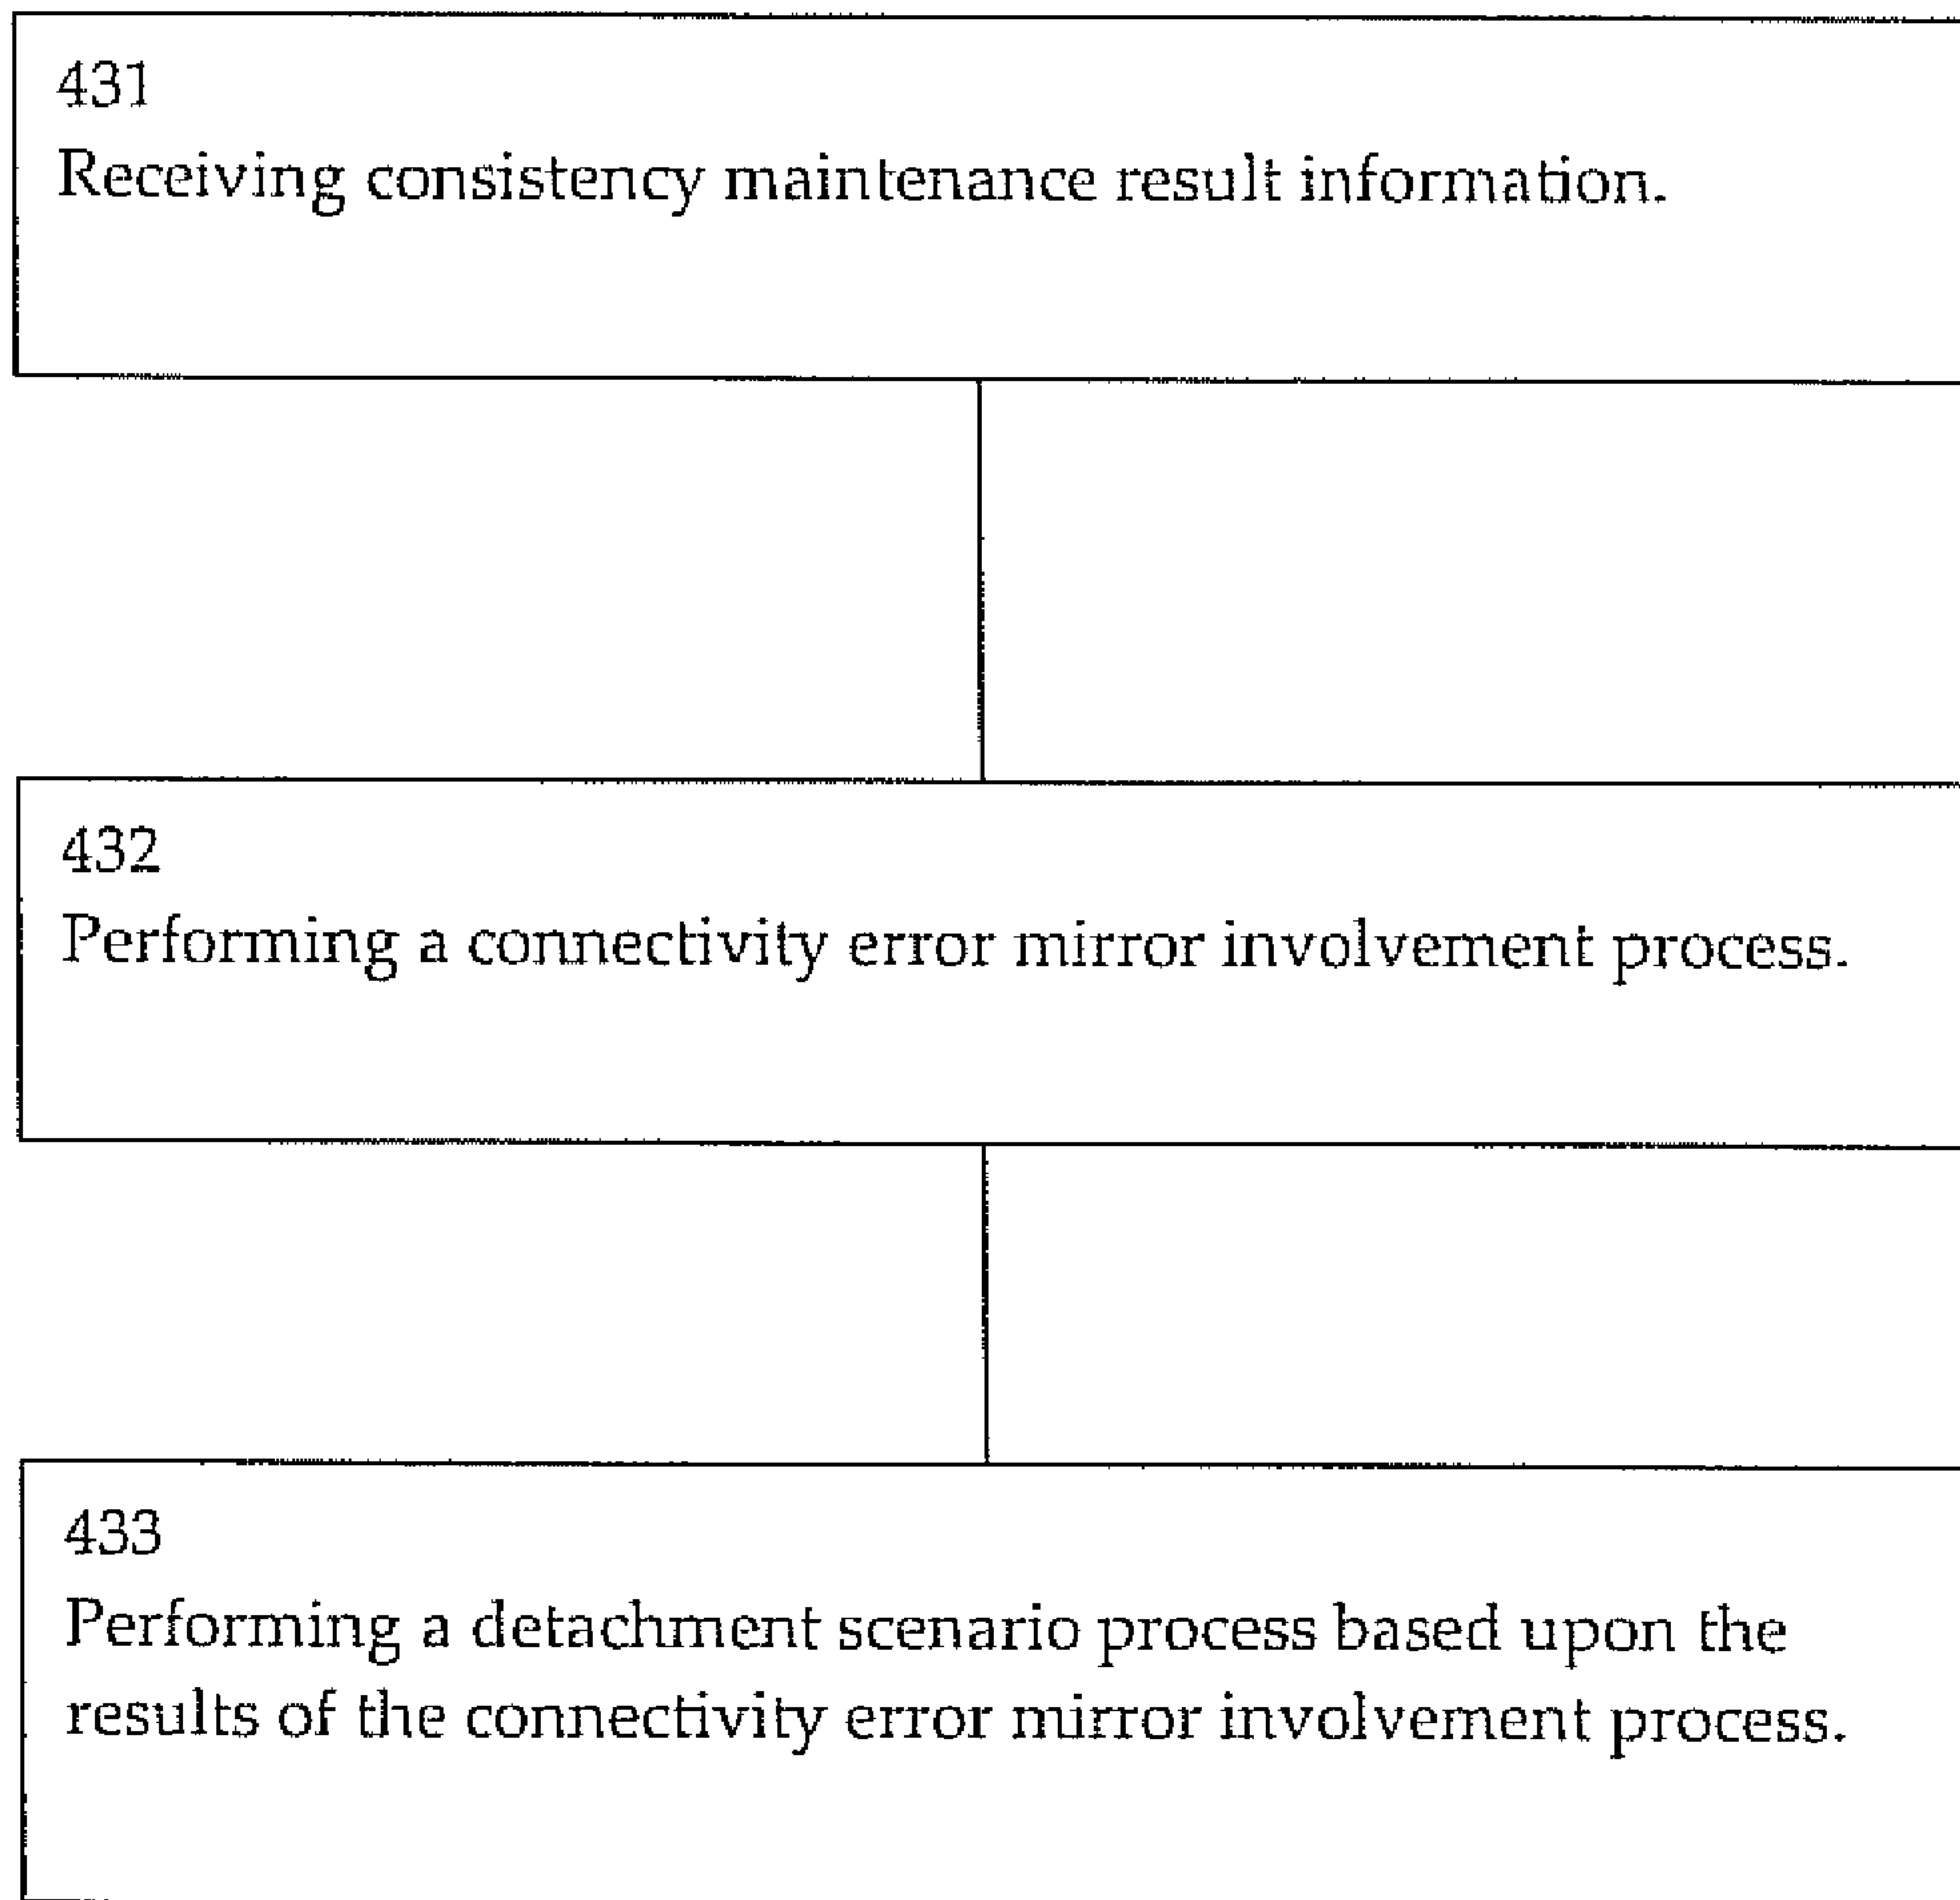 431
Receiving consistency maintenance result information.
432
Performing a connectivity error mirror involvement process.
433
Performing a detachment scenario process based upon the
results of the connectivity error mirror involvement process.